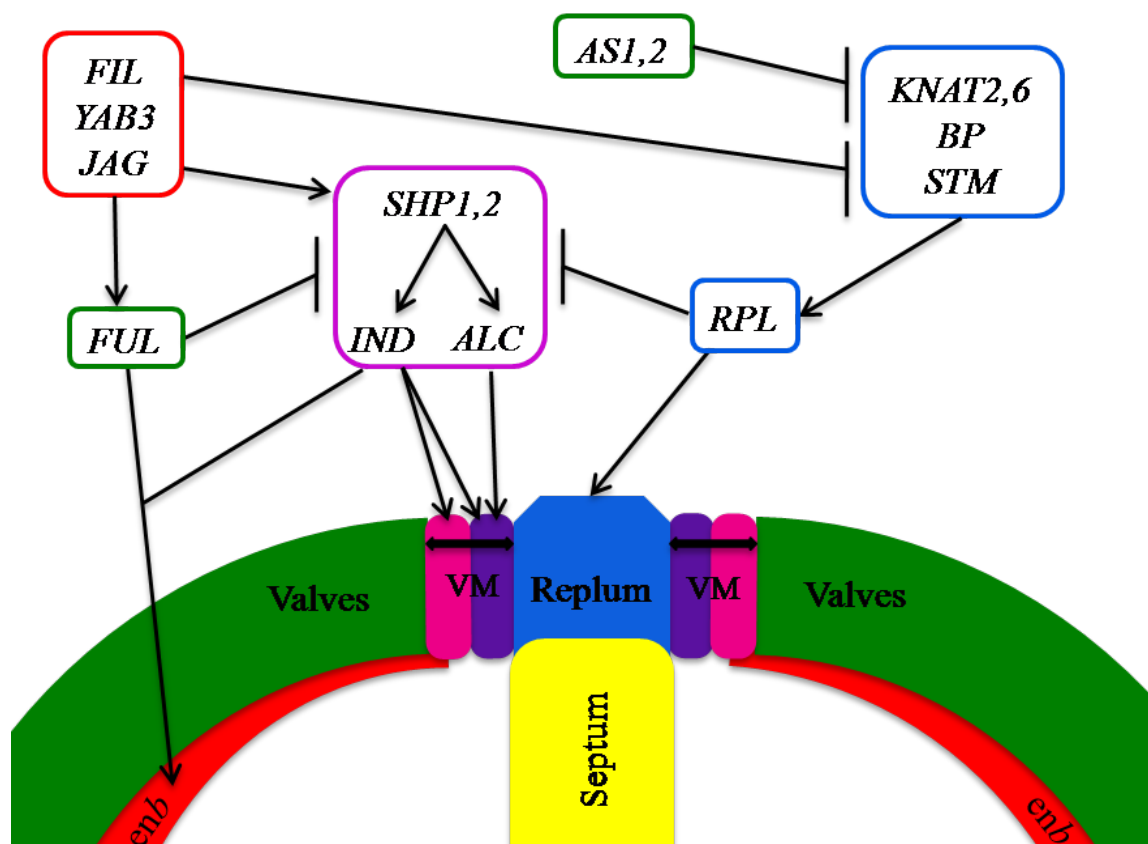 FIL
YAB3
JAG
AS1,2
KNAT2,6
BP
STM
SHP1,2
IND ALC
FUL
RPL
Valves
VM
Replum
VM
Valves
Septum
enb
enb